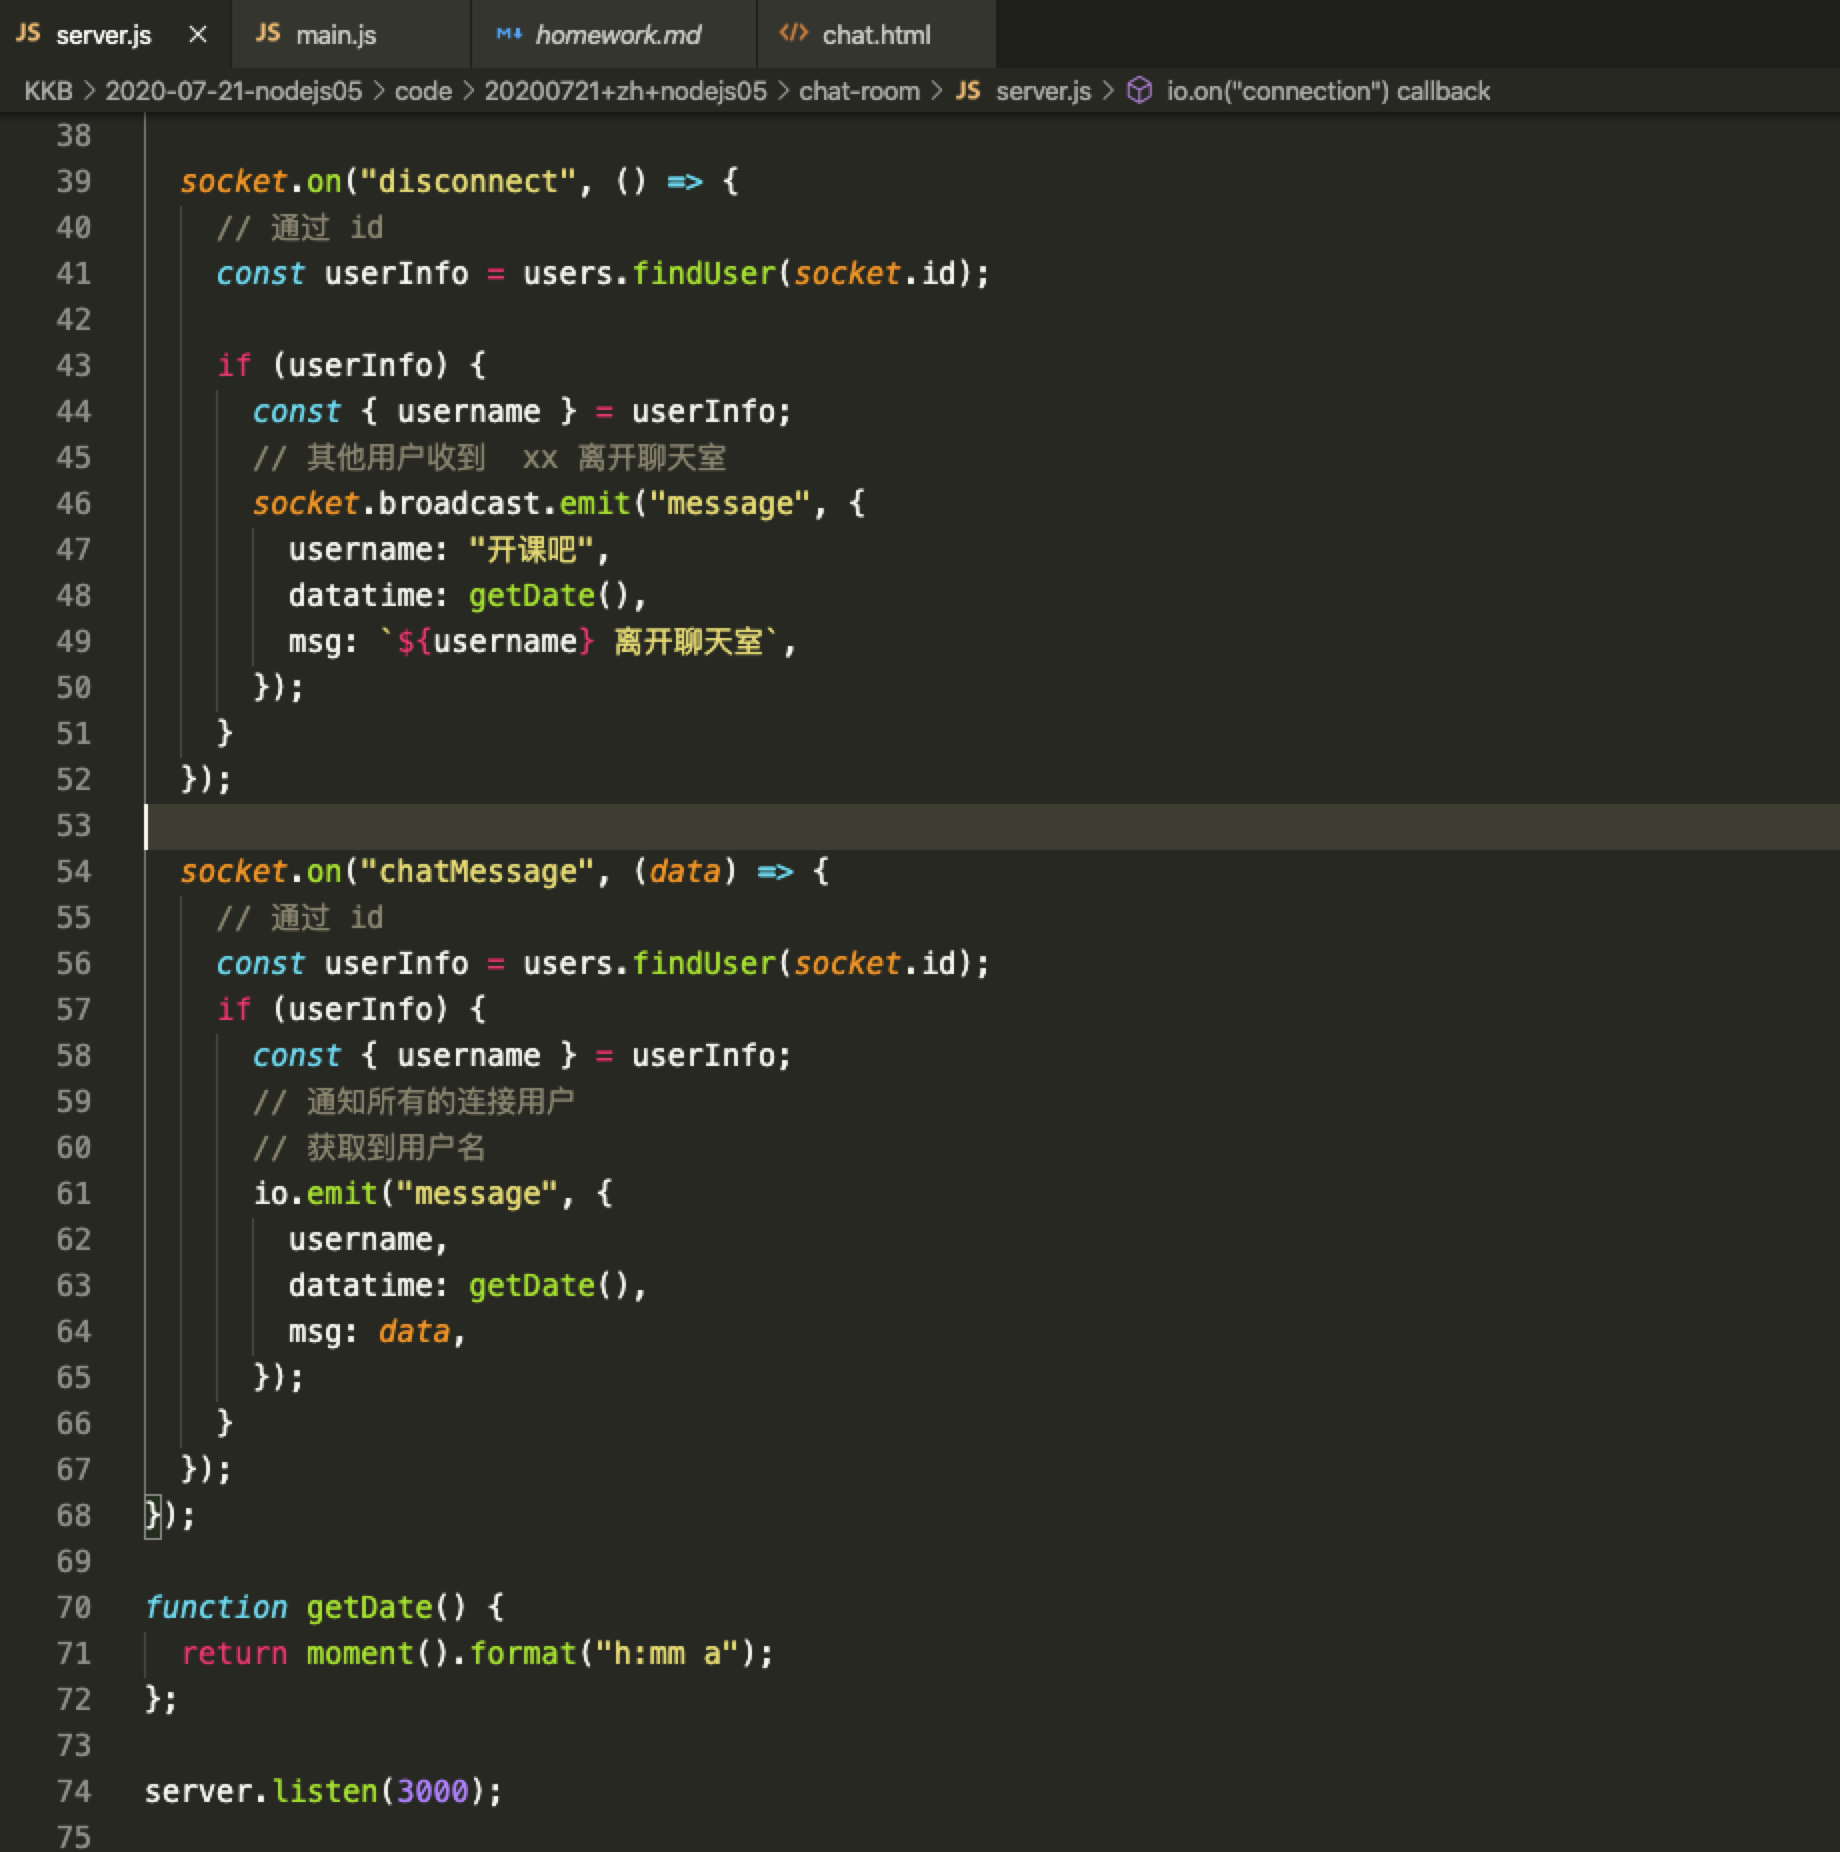 JS server.js × JS main.js M↓ homework.md </> chat.html
KKB > 2020-07-21-nodejs05 > code > 20200721+zh+nodejs05 > chat-room > JS server.js > io.on("connection") callback
38
39 socket.on("disconnect", () => {
40 // 通过 id
41 const userInfo = users.findUser(socket.id);
42
43 if (userInfo) {
44 const { username } = userInfo;
45 // 其他用户收到  xx 离开聊天室
46 socket.broadcast.emit("message", {
47 username: "开课吧",
48 datatime: getDate(),
49 msg: `${username} 离开聊天室`,
50 });
51 }
52 });
53
54 socket.on("chatMessage", (data) => {
55 // 通过 id
56 const userInfo = users.findUser(socket.id);
57 if (userInfo) {
58 const { username } = userInfo;
59 // 通知所有的连接用户
60 // 获取到用户名
61 io.emit("message", {
62 username,
63 datatime: getDate(),
64 msg: data,
65 });
66 }
67 });
68 });
69
70 function getDate() {
71 return moment().format("h:mm a");
72 };
73
74 server.listen(3000);
75